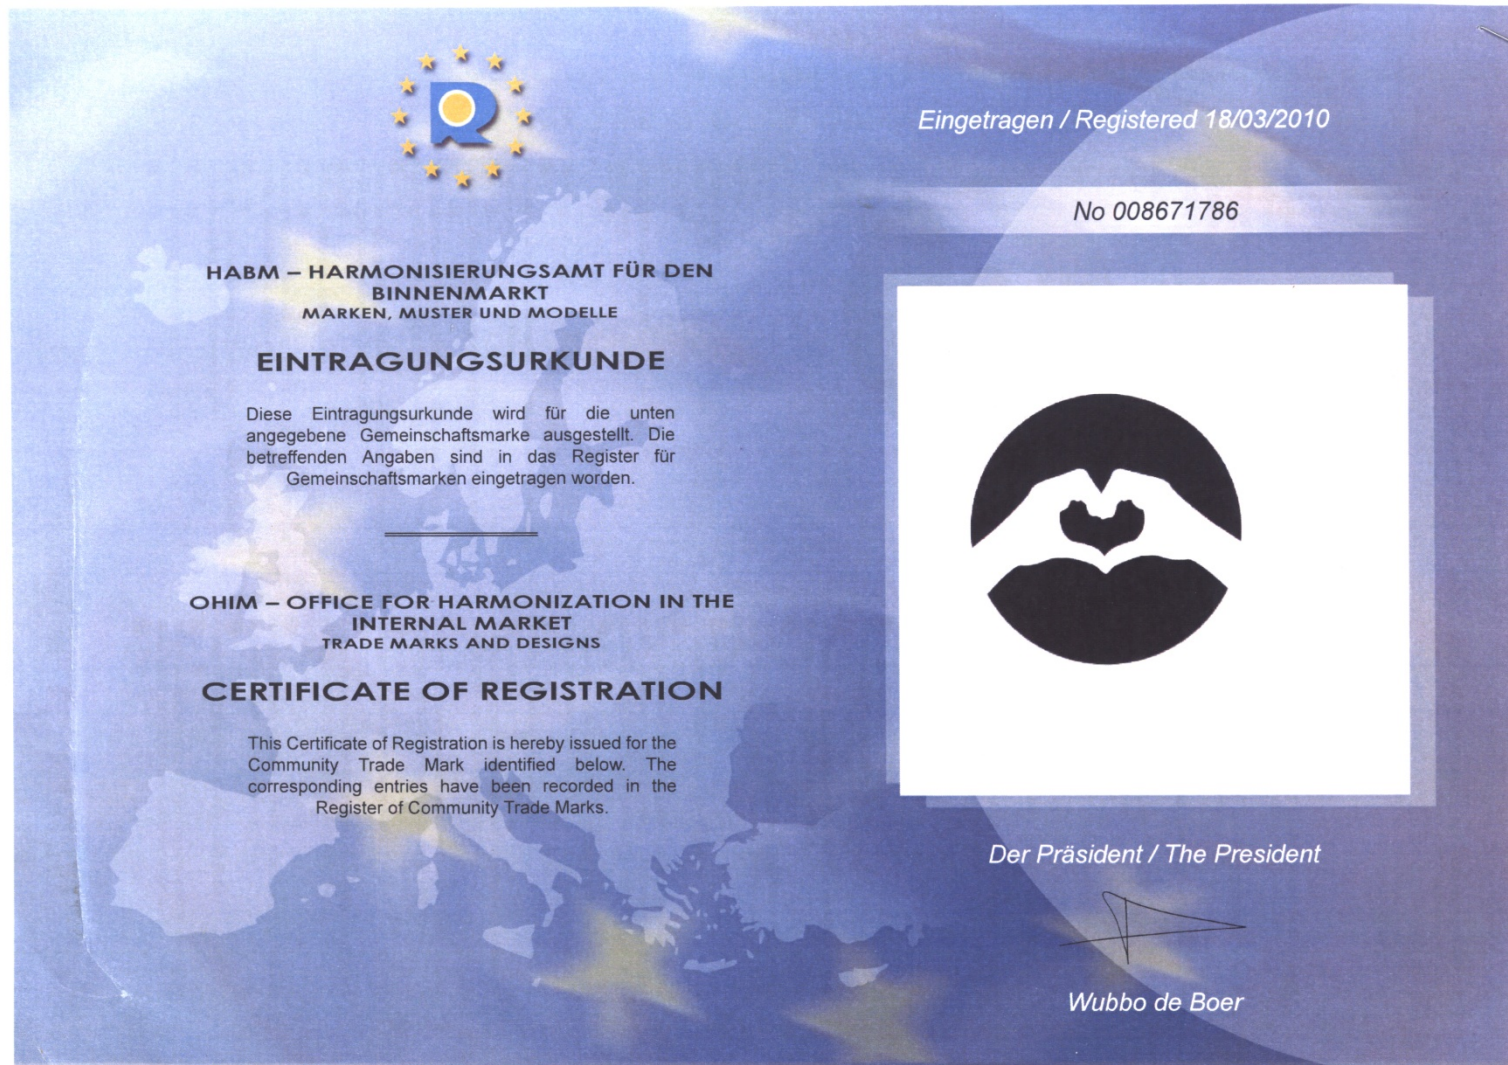 HABM – HARMONISIERUNGSAMT FÜR DEN
BINNENMARKT
MARKEN, MUSTER UND MODELLE
EINTRAGUNGSURKUNDE
Diese Eintragungsurkunde wird für die unten
angegebene Gemeinschaftsmarke ausgestellt. Die
betreffenden Angaben sind in das Register für
Gemeinschaftsmarken eingetragen worden.
OHIM – OFFICE FOR HARMONIZATION IN THE
INTERNAL MARKET
TRADE MARKS AND DESIGNS
CERTIFICATE OF REGISTRATION
This Certificate of Registration is hereby issued for the
Community Trade Mark identified below. The
corresponding entries have been recorded in the
Register of Community Trade Marks.
Eingetragen / Registered 18/03/2010
No 008671786
Der Präsident / The President
Wubbo de Boer